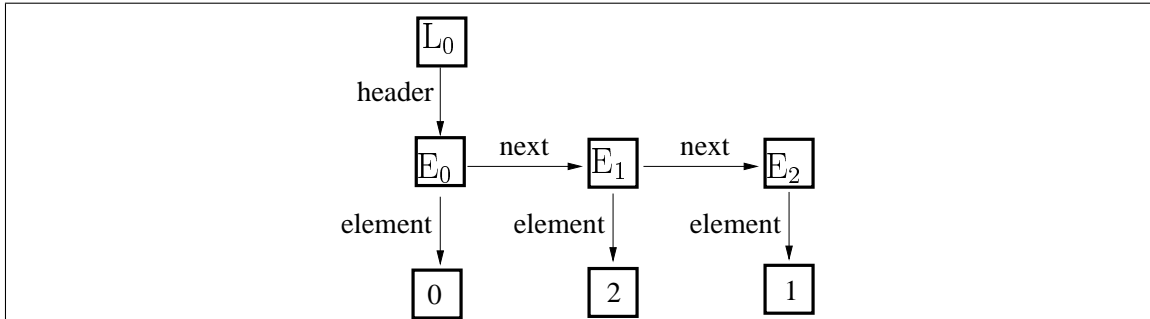 L₀
header
E₀ next E₁ next E₂
element element element
0 2 1